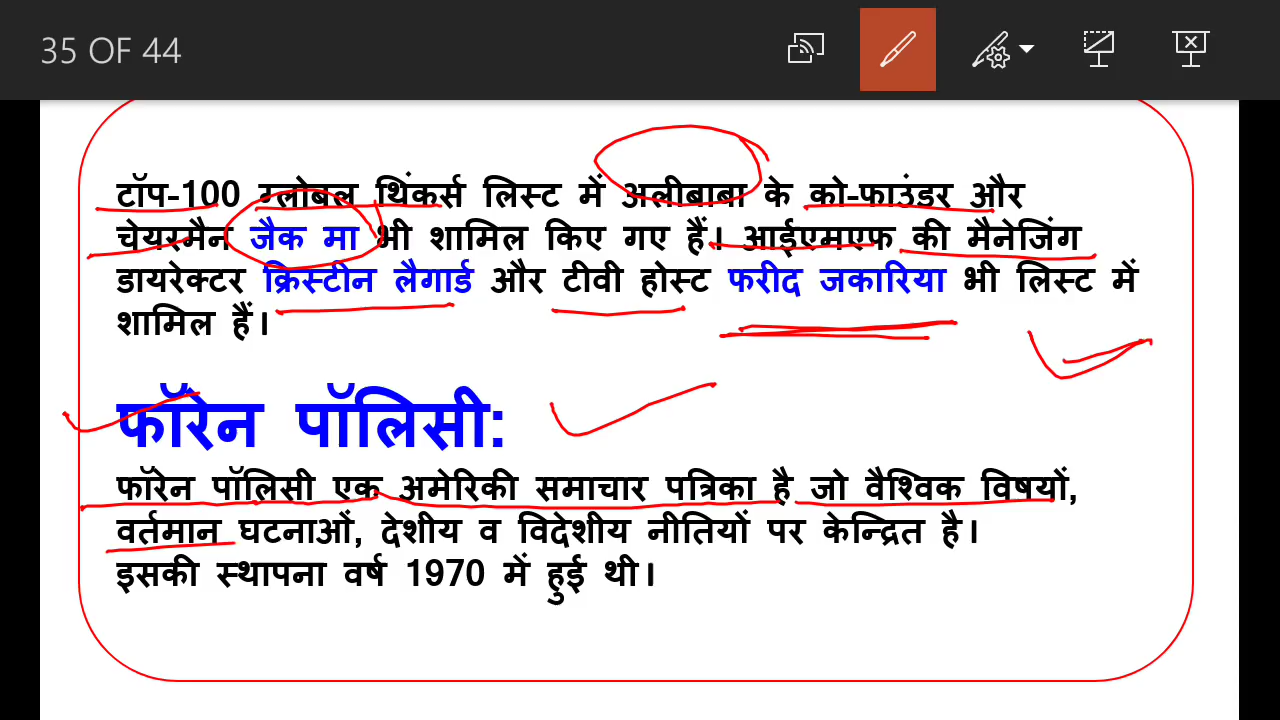 35 OF 44
टॉप-100 ग्लोबल थिंकर्स लिस्ट में अलीबाबा के को-फाउंडर और
चेयरमैन जैक मा भी शामिल किए गए हैं। आईएमएफ की मैनेजिंग
डायरेक्टर क्रिस्टीन लैगार्ड और टीवी होस्ट फरीद जकारिया भी लिस्ट में
शामिल हैं।
फॉरेन पॉलिसी:
फॉरेन पॉलिसी एक अमेरिकी समाचार पत्रिका है जो वैश्विक विषयों,
वर्तमान घटनाओं, देशीय व विदेशीय नीतियों पर केन्द्रित है।
इसकी स्थापना वर्ष 1970 में हुई थी।